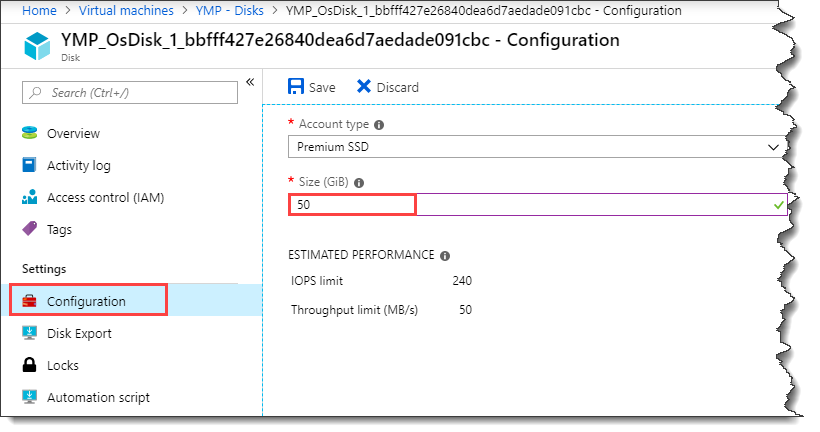 Home > Virtual machines > YMP - Disks > YMP_OsDisk_1_bbfff427e26840dea6d7aedade091cbc - Configuration
YMP_OsDisk_1_bbfff427e26840dea6d7aedade091cbc - Configuration
Disk
Search (Ctrl+/)
«
Overview
Activity log
Access control (IAM)
Tags
Settings
Configuration
Disk Export
Locks
Automation script
Save Discard
* Account type
Premium SSD
* Size (GiB)
50
ESTIMATED PERFORMANCE
IOPS limit 240
Throughput limit (MB/s) 50